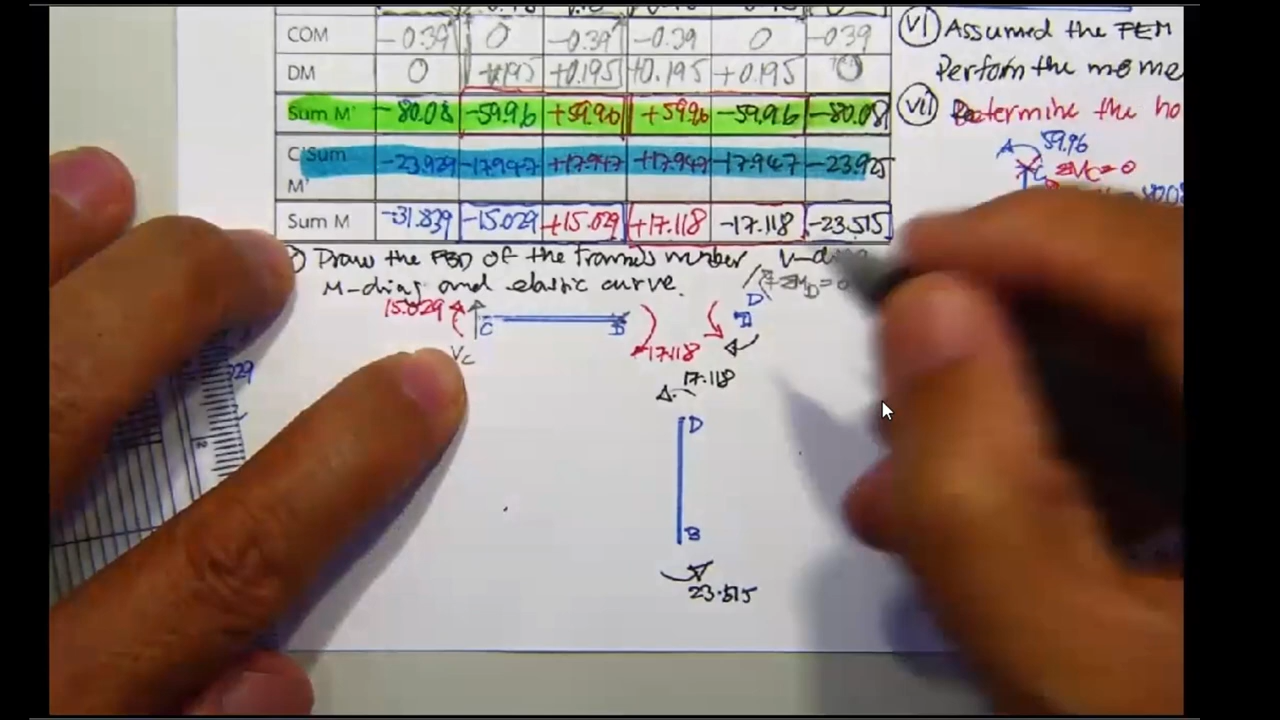 COM -0.39 0 -0.39 -0.39 0 -0.39
DM 0 +0.195 +0.195 +0.195 +0.195 0
Sum M' -80.08 -59.96 +59.96 +59.96 -59.96 -80.08
C'Sum M' -23.929 -17.947 +17.947 +17.947 -17.947 -23.925
Sum M -31.839 -15.029 +15.029 +17.118 -17.118 -23.515
Draw the FBD of the frame's member
M-diag and elastic curve.
15.029
C
D
17.118
VC
D
D
ΣMD=0
17.118
D
B
23.515
29
vi Assumed the FEM
Perform the mome
vii Determine the ho
59.96
C ΣVC=0